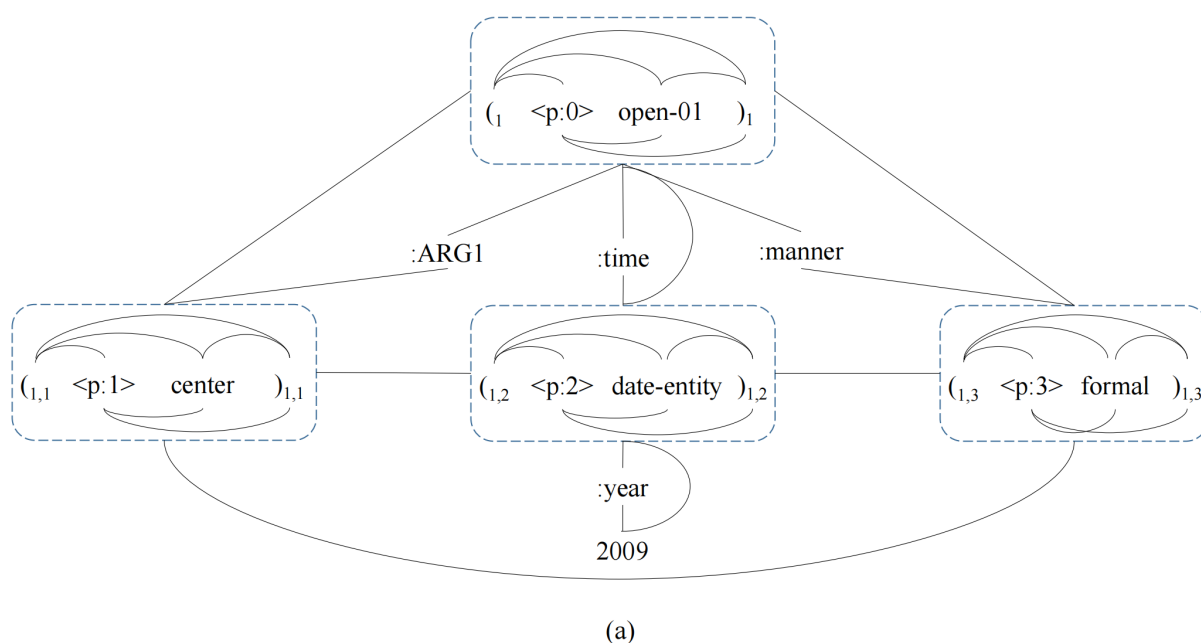 (1 <p:0> open-01 )1
:ARG1 :time :manner
(1,1 <p:1> center )1,1 (1,2 <p:2> date-entity )1,2 (1,3 <p:3> formal )1,3
:year
2009
(a)